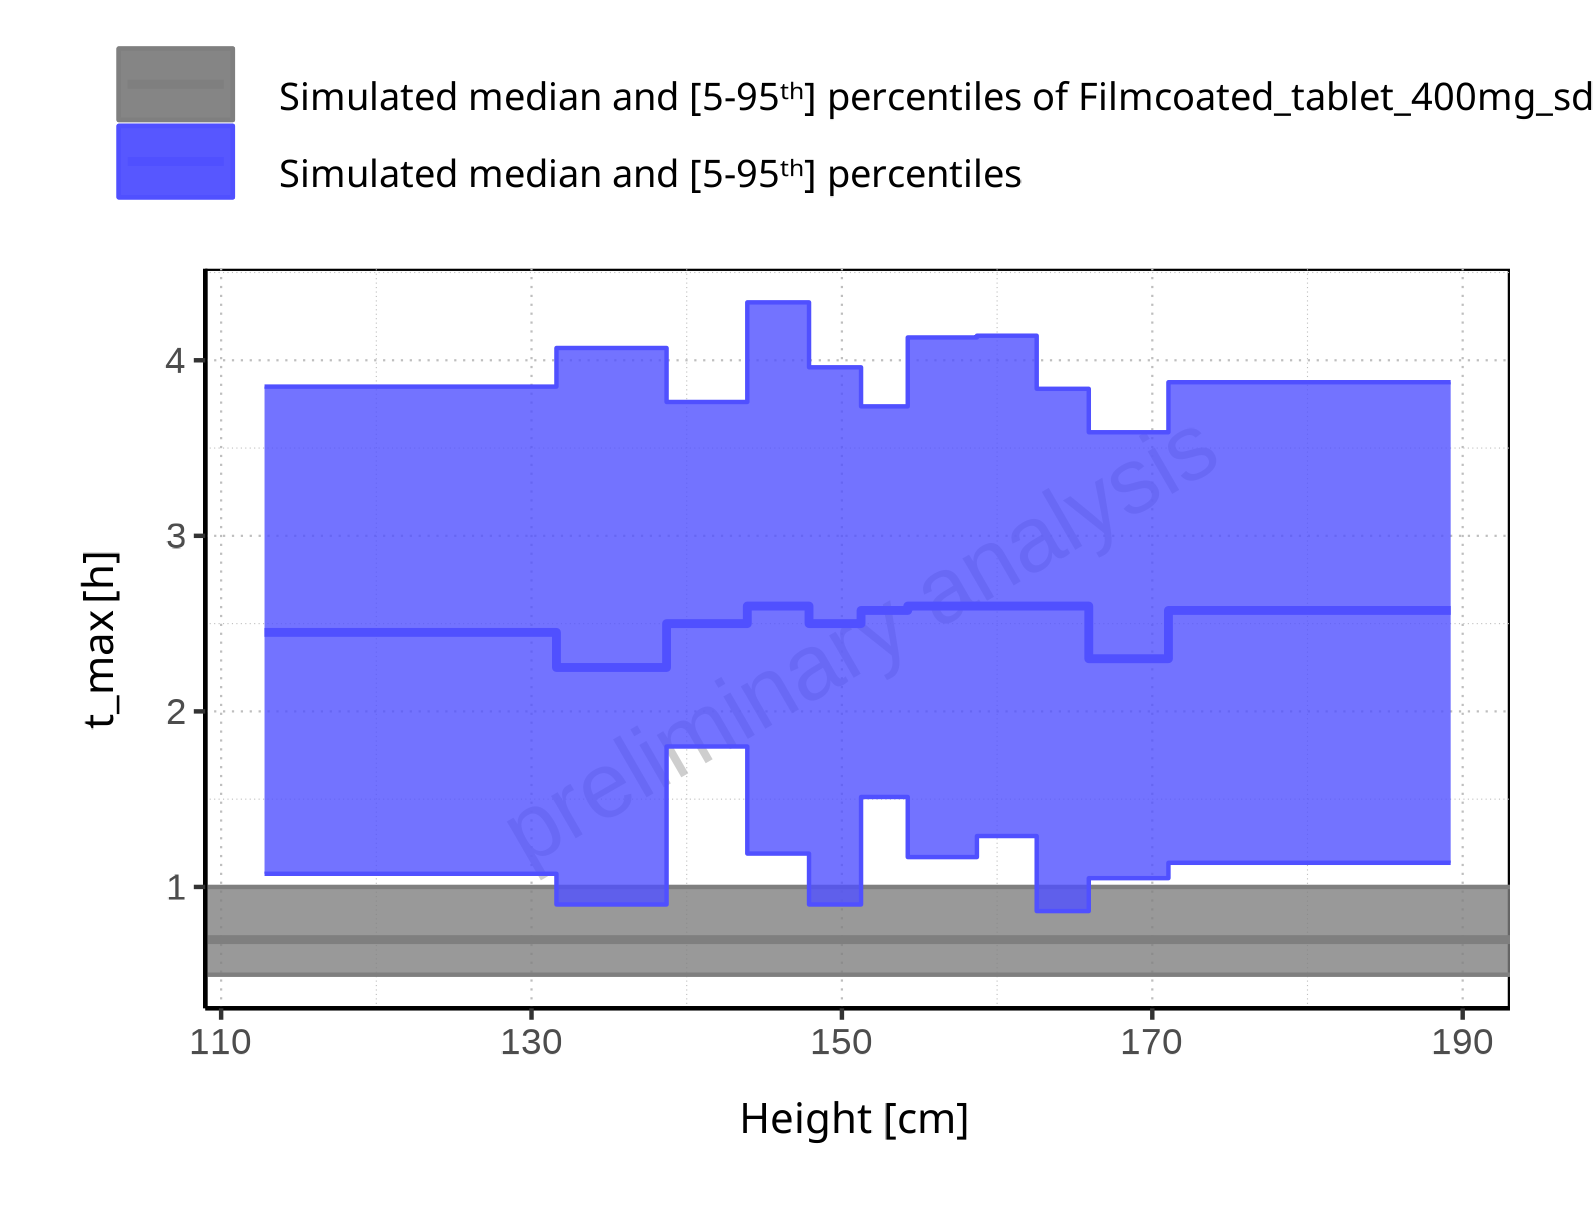 Simulated median and [5-95th] percentiles of Filmcoated_tablet_400mg_sd
Simulated median and [5-95th] percentiles
4
3
2
1
t_max [h]
preliminary analysis
110 130 150 170 190
Height [cm]